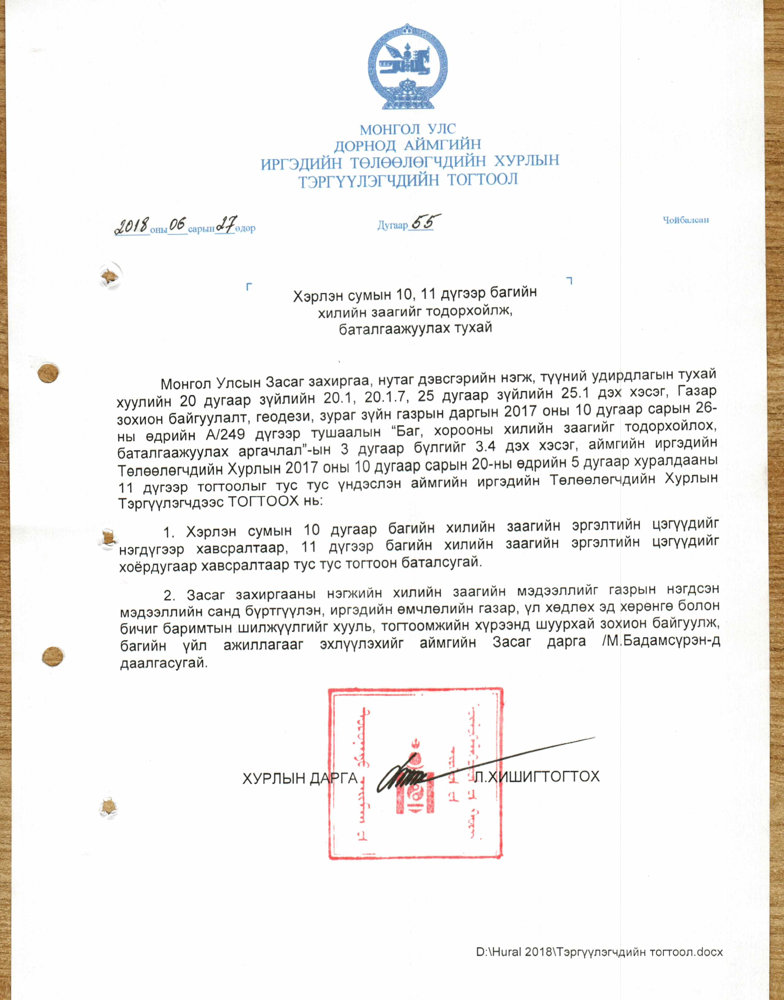 МОНГОЛ УЛС
ДОРНОД АЙМГИЙН
ИРГЭДИЙН ТӨЛӨӨЛӨГЧДИЙН ХУРЛЫН
ТЭРГҮҮЛЭГЧДИЙН ТОГТООЛ
2018 оны 06 сарын 27 өдөр Дугаар 55 Чойбалсан
Хэрлэн сумын 10, 11 дүгээр багийн
хилийн заагийг тодорхойлж,
баталгаажуулах тухай
Монгол Улсын Засаг захиргаа, нутаг дэвсгэрийн нэгж, түүний удирдлагын тухай
хуулийн 20 дугаар зүйлийн 20.1, 20.1.7, 25 дугаар зүйлийн 25.1 дэх хэсэг, Газар
зохион байгуулалт, геодези, зураг зүйн газрын даргын 2017 оны 10 дугаар сарын 26-
ны өдрийн А/249 дүгээр тушаалын “Баг, хорооны хилийн заагийг тодорхойлох,
баталгаажуулах аргачлал”-ын 3 дугаар бүлгийг 3.4 дэх хэсэг, аймгийн иргэдийн
Төлөөлөгчдийн Хурлын 2017 оны 10 дугаар сарын 20-ны өдрийн 5 дугаар хуралдааны
11 дүгээр тогтоолыг тус тус үндэслэн аймгийн иргэдийн Төлөөлөгчдийн Хурлын
Тэргүүлэгчдээс ТОГТООХ нь:
1. Хэрлэн сумын 10 дугаар багийн хилийн заагийн эргэлтийн цэгүүдийг
нэгдүгээр хавсралтаар, 11 дүгээр багийн хилийн заагийн эргэлтийн цэгүүдийг
хоёрдугаар хавсралтаар тус тус тогтоон баталсугай.
2. Засаг захиргааны нэгжийн хилийн заагийн мэдээллийг газрын нэгдсэн
мэдээллийн санд бүртгүүлэн, иргэдийн өмчлөлийн газар, үл хөдлөх эд хөрөнгө болон
бичиг баримтын шилжүүлгийг хууль, тогтоомжийн хүрээнд шуурхай зохион байгуулж,
багийн үйл ажиллагааг эхлүүлэхийг аймгийн Засаг дарга /М.Бадамсүрэн-д
даалгасугай.
ХУРЛЫН ДАРГА Л.ХИШИГТОГТОХ
D:\Hural 2018\Тэргүүлэгчдийн тогтоол.docx